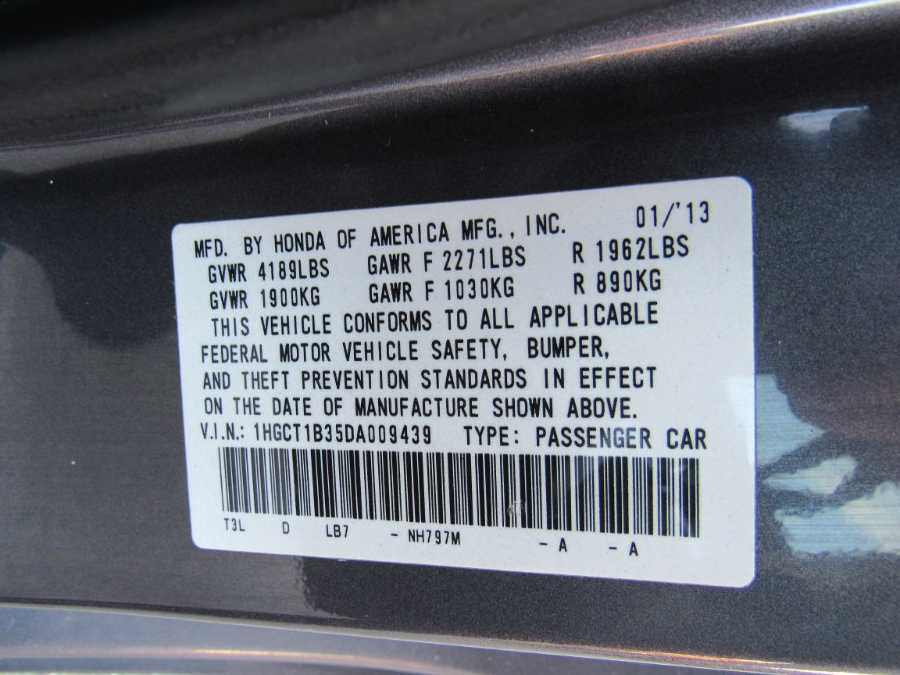 MFD. BY HONDA OF AMERICA MFG., INC. 01/'13
GVWR 4189LBS GAWR F 2271LBS R 1962LBS
GVWR 1900KG GAWR F 1030KG R 890KG
THIS VEHICLE CONFORMS TO ALL APPLICABLE
FEDERAL MOTOR VEHICLE SAFETY, BUMPER,
AND THEFT PREVENTION STANDARDS IN EFFECT
ON THE DATE OF MANUFACTURE SHOWN ABOVE.
V.I.N.: 1HGCT1B35DA009439 TYPE: PASSENGER CAR
T3L D LB7 - NH797M - A - A